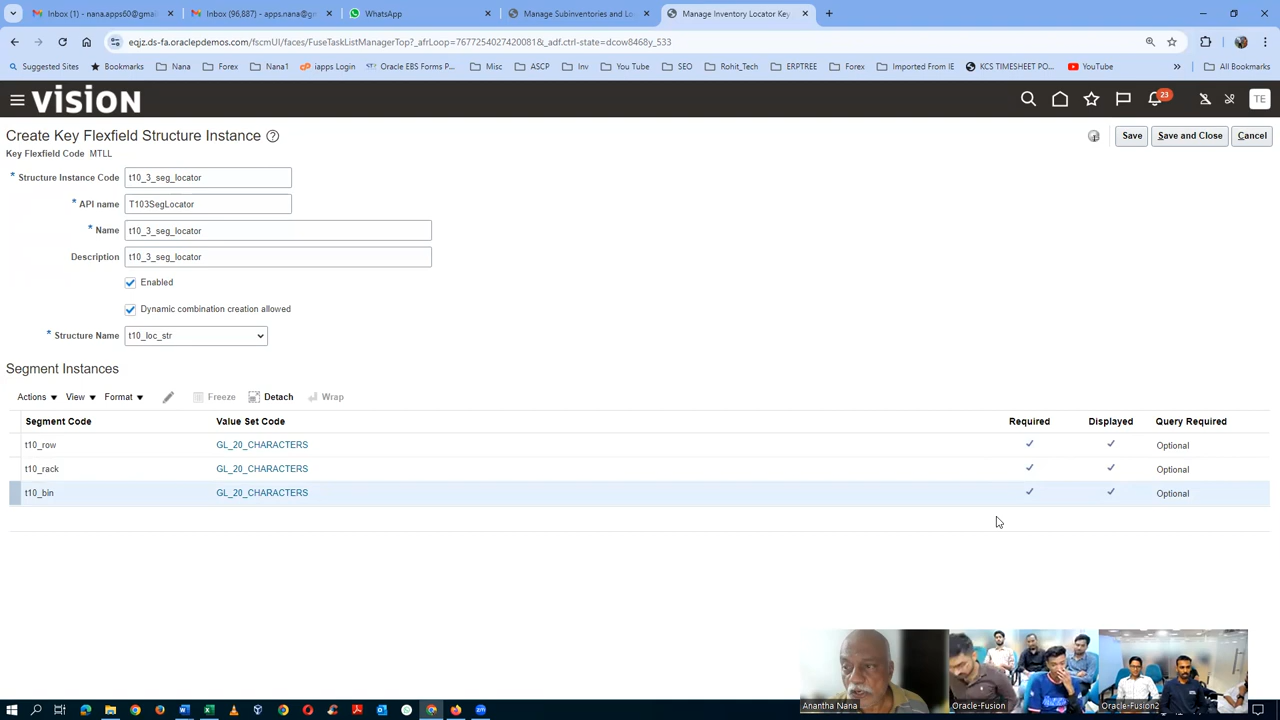 Inbox (1) - nana.apps60@gmai
Inbox (96,887) - apps.nana@gm
WhatsApp
Manage Subinventories and Lo
Manage Inventory Locator Key
eqjz.ds-fa.oraclepdemos.com/fscmUI/faces/FuseTaskListManagerTop?_afrLoop=7677254027420081&_adf.ctrl-state=dcow8468y_533
Suggested Sites
Bookmarks
Nana
Forex
Nana1
iapps Login
Oracle EBS Forms P...
Misc
ASCP
Inv
You Tube
SEO
Rohit_Tech
ERPTREE
Forex
Imported From IE
KCS TIMESHEET PO...
YouTube
»
All Bookmarks
VISION
23
TE
Create Key Flexfield Structure Instance
Save
Save and Close
Cancel
Key Flexfield Code MTLL
* Structure Instance Code t10_3_seg_locator
* API name T103SegLocator
* Name t10_3_seg_locator
Description t10_3_seg_locator
Enabled
Dynamic combination creation allowed
* Structure Name t10_loc_str
Segment Instances
Actions View Format Freeze Detach Wrap
Segment Code Value Set Code Required Displayed Query Required
t10_row GL_20_CHARACTERS Optional
t10_rack GL_20_CHARACTERS Optional
t10_bin GL_20_CHARACTERS Optional
Anantha Nana
Oracle-Fusion
Oracle-Fusion2